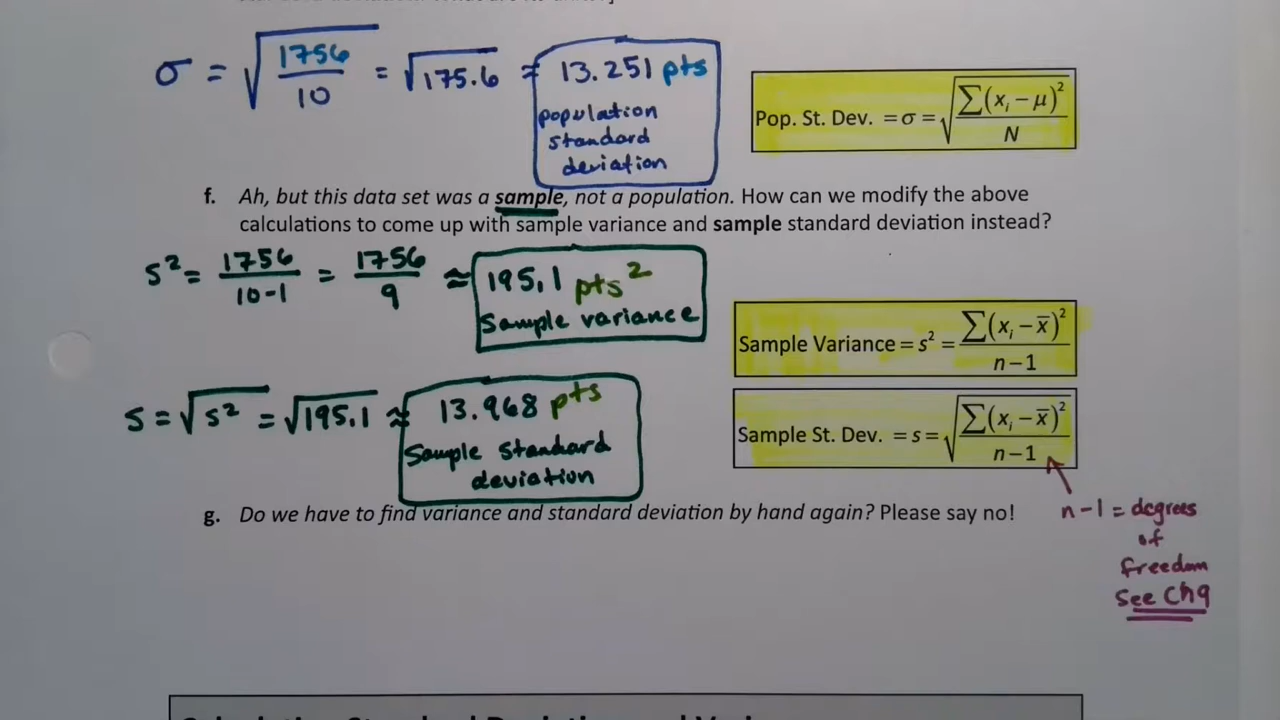 σ = √(1756/10) = √175.6 ≈ 13.251 pts
population
standard
deviation
Pop. St. Dev. = σ = √(∑(xᵢ − μ)²/N)
f. Ah, but this data set was a sample, not a population. How can we modify the above
calculations to come up with sample variance and sample standard deviation instead?
s² = 1756/10-1 = 1756/9 ≈ 195.1 pts²
Sample variance
Sample Variance = s² = ∑(xᵢ − x̄)²/n−1
s = √s² = √195.1 ≈ 13.968 pts
Sample standard
deviation
Sample St. Dev. = s = √(∑(xᵢ − x̄)²/n−1)
g. Do we have to find variance and standard deviation by hand again? Please say no!
n-1 = degrees
of
freedom
See Ch9